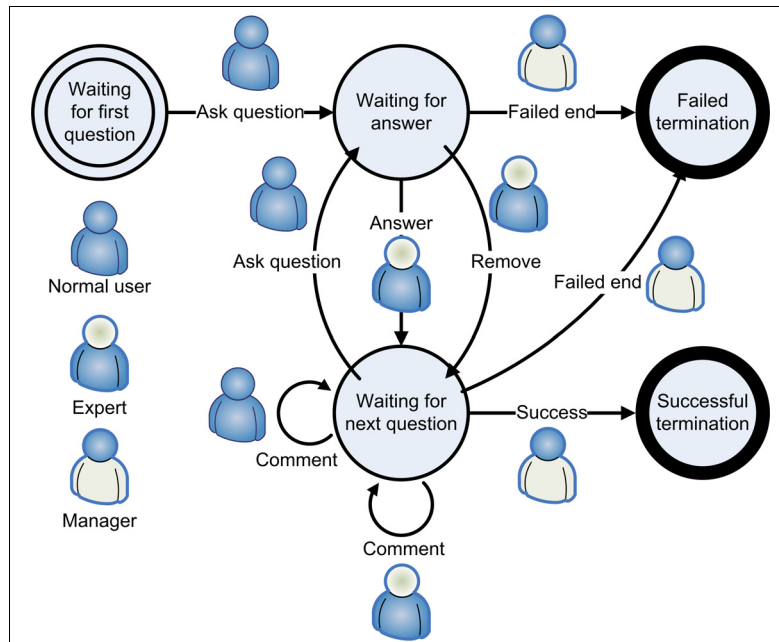 Waiting
for first
question
Ask question
Waiting for
answer
Failed end
Failed
termination
Normal user
Expert
Manager
Ask question
Answer
Remove
Failed end
Waiting for
next question
Success
Successful
termination
Comment
Comment